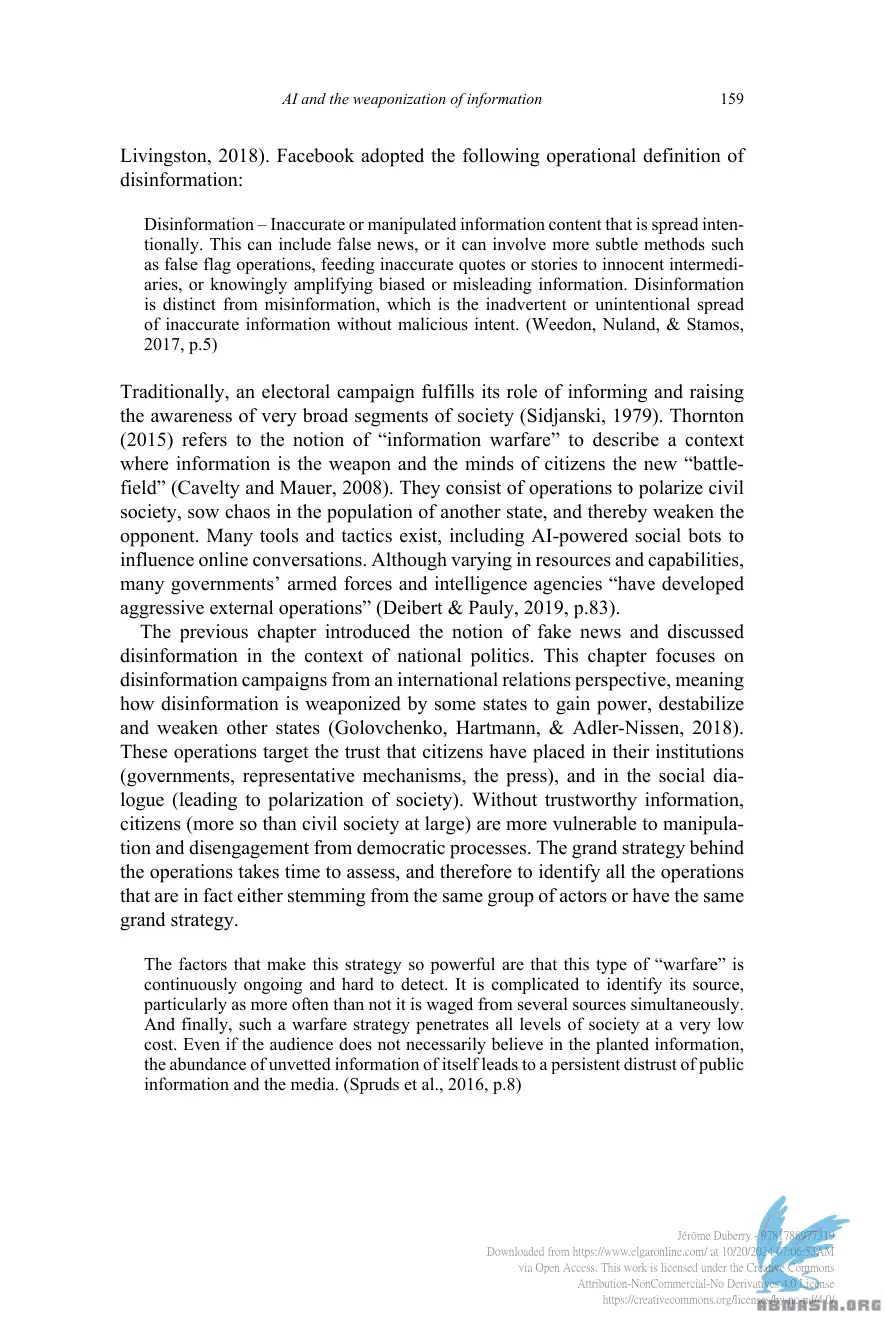 AI and the weaponization of information 159
Livingston, 2018). Facebook adopted the following operational definition of
disinformation:
Disinformation – Inaccurate or manipulated information content that is spread inten-
tionally. This can include false news, or it can involve more subtle methods such
as false flag operations, feeding inaccurate quotes or stories to innocent intermedi-
aries, or knowingly amplifying biased or misleading information. Disinformation
is distinct from misinformation, which is the inadvertent or unintentional spread
of inaccurate information without malicious intent. (Weedon, Nuland, & Stamos,
2017, p.5)
Traditionally, an electoral campaign fulfills its role of informing and raising
the awareness of very broad segments of society (Sidjanski, 1979). Thornton
(2015) refers to the notion of “information warfare” to describe a context
where information is the weapon and the minds of citizens the new “battle-
field” (Cavelty and Mauer, 2008). They consist of operations to polarize civil
society, sow chaos in the population of another state, and thereby weaken the
opponent. Many tools and tactics exist, including AI-powered social bots to
influence online conversations. Although varying in resources and capabilities,
many governments’ armed forces and intelligence agencies “have developed
aggressive external operations” (Deibert & Pauly, 2019, p.83).
The previous chapter introduced the notion of fake news and discussed
disinformation in the context of national politics. This chapter focuses on
disinformation campaigns from an international relations perspective, meaning
how disinformation is weaponized by some states to gain power, destabilize
and weaken other states (Golovchenko, Hartmann, & Adler-Nissen, 2018).
These operations target the trust that citizens have placed in their institutions
(governments, representative mechanisms, the press), and in the social dia-
logue (leading to polarization of society). Without trustworthy information,
citizens (more so than civil society at large) are more vulnerable to manipula-
tion and disengagement from democratic processes. The grand strategy behind
the operations takes time to assess, and therefore to identify all the operations
that are in fact either stemming from the same group of actors or have the same
grand strategy.
The factors that make this strategy so powerful are that this type of “warfare” is
continuously ongoing and hard to detect. It is complicated to identify its source,
particularly as more often than not it is waged from several sources simultaneously.
And finally, such a warfare strategy penetrates all levels of society at a very low
cost. Even if the audience does not necessarily believe in the planted information,
the abundance of unvetted information of itself leads to a persistent distrust of public
information and the media. (Spruds et al., 2016, p.8)
Jérôme Duberry - 9781788977319
Downloaded from https://www.elgaronline.com/ at 10/20/2024 07:06:53AM
via Open Access. This work is licensed under the Creative Commons
Attribution-NonCommercial-No Derivatives 4.0 License
https://creativecommons.org/licenses/by-nc-nd/4.0/
ABNASIA.ORG